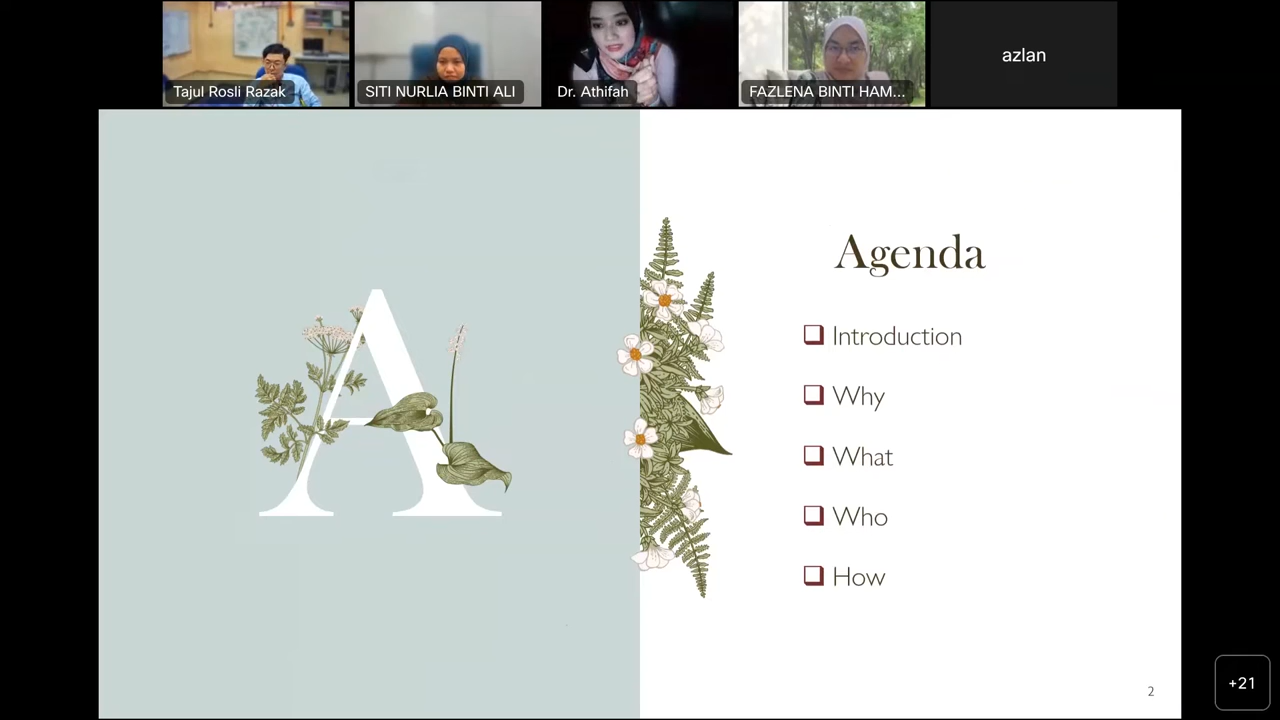 Tajul Rosli Razak
SITI NURLIA BINTI ALI
Dr. Athifah
FAZLENA BINTI HAM...
azlan
A
Agenda
Introduction
Why
What
Who
How
2
+21